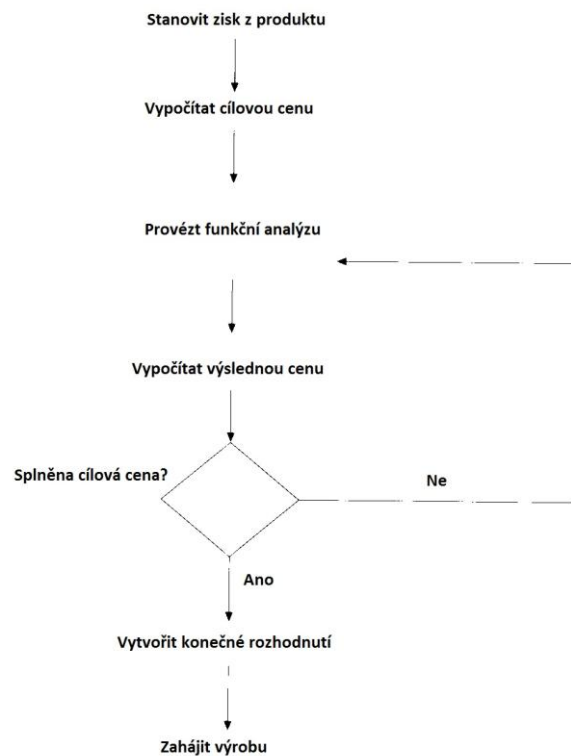 Stanovit zisk z produktu
Vypočítat cílovou cenu
Provézt funkční analýzu
Vypočítat výslednou cenu
Splněna cílová cena?
Ne
Ano
Vytvořit konečné rozhodnutí
Zahájit výrobu